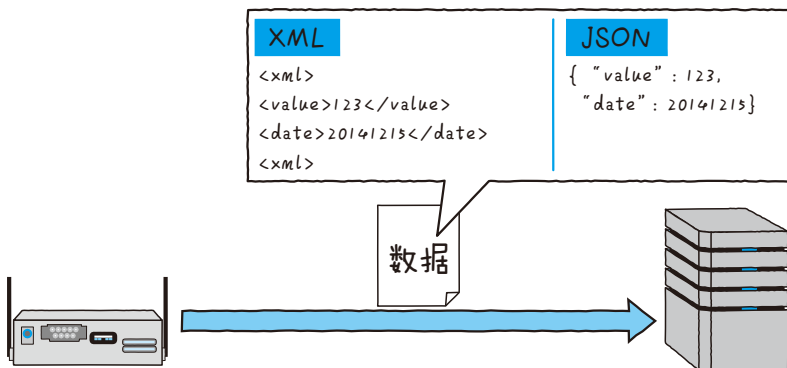 XML
<xml>
<value>123</value>
<date>20141215</date>
<xml>
JSON
{ "value" : 123,
"date" : 20141215}
数据